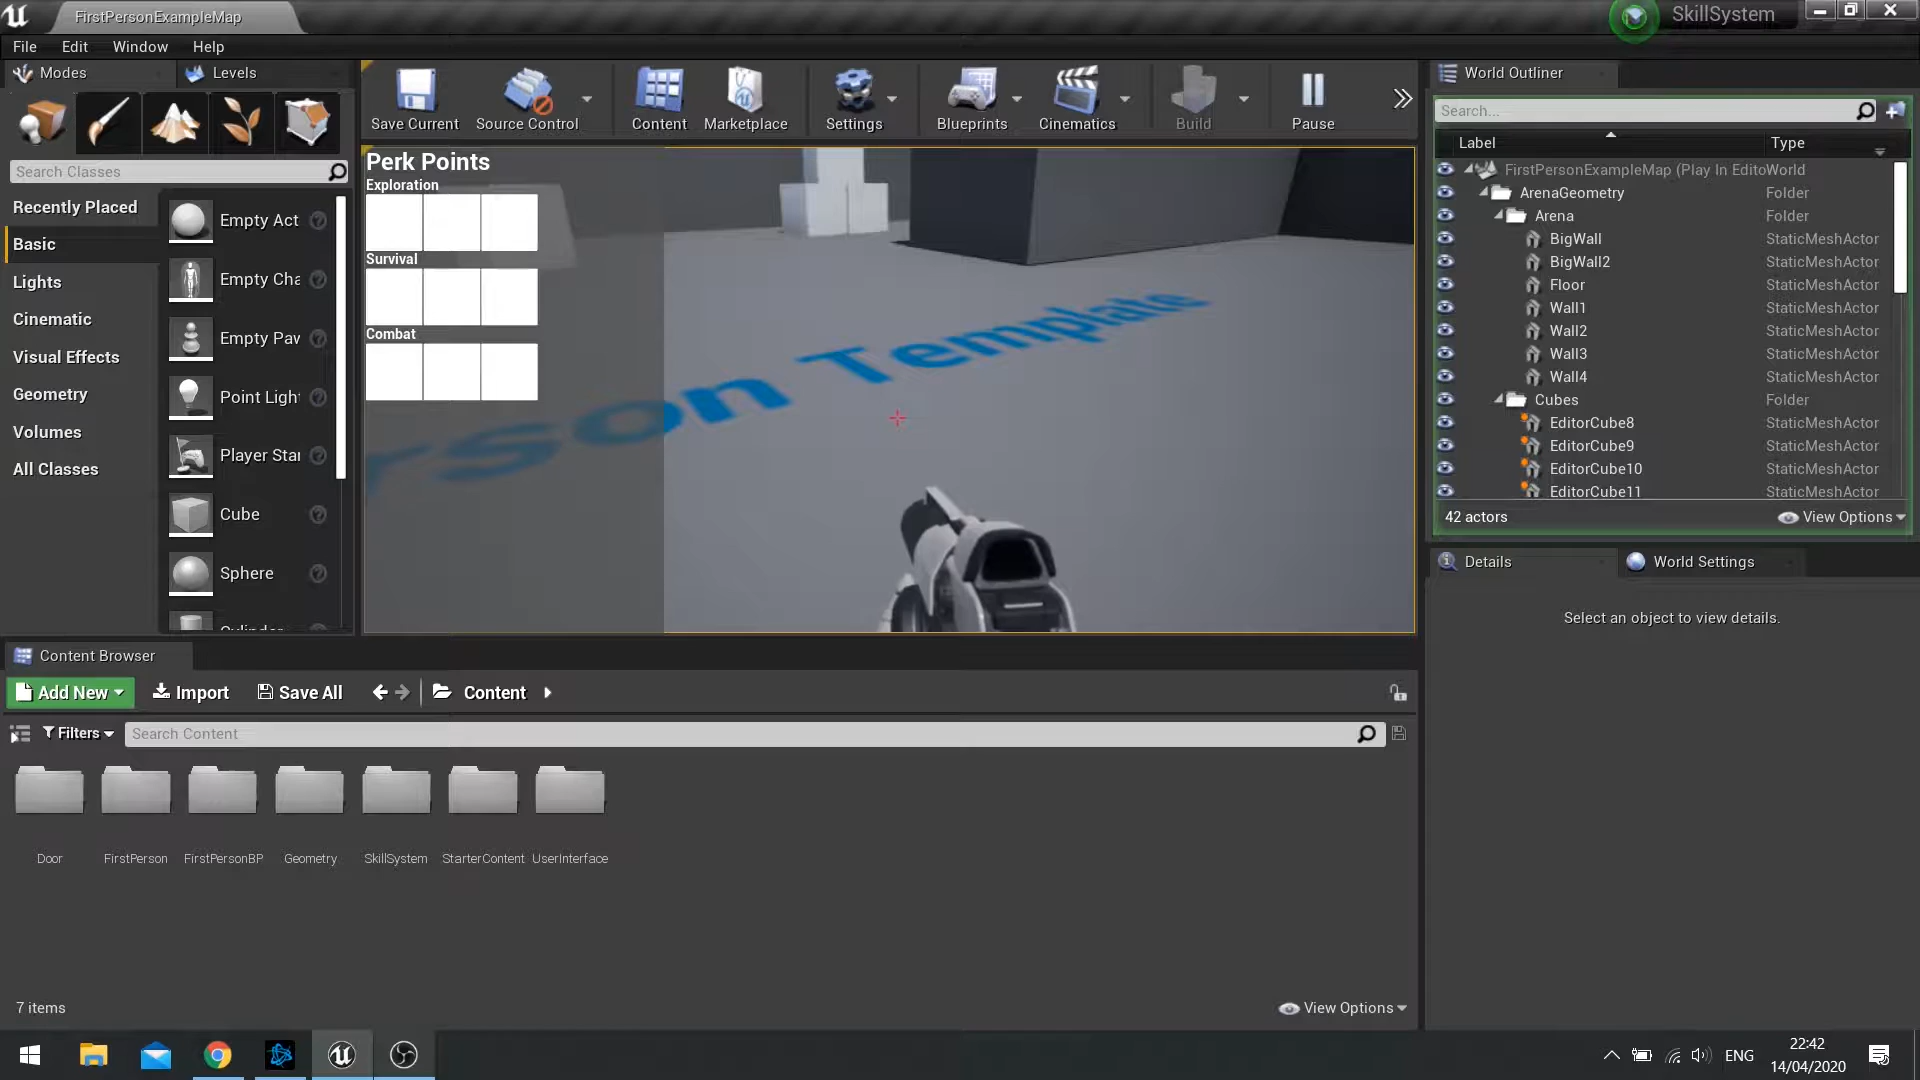 FirstPersonExampleMap
SkillSystem
File Edit Window Help
Modes Levels
Search Classes
Recently Placed
Basic
Lights
Cinematic
Visual Effects
Geometry
Volumes
All Classes
Empty Act
Empty Cha
Empty Paw
Point Light
Player Star
Cube
Sphere
Save Current Source Control Content Marketplace Settings Blueprints Cinematics Build Pause
Perk Points
Exploration
Survival
Combat
rson Template
World Outliner
Search...
Label Type
FirstPersonExampleMap (Play In EditoWorld
ArenaGeometry Folder
Arena Folder
BigWall StaticMeshActor
BigWall2 StaticMeshActor
Floor StaticMeshActor
Wall1 StaticMeshActor
Wall2 StaticMeshActor
Wall3 StaticMeshActor
Wall4 StaticMeshActor
Cubes Folder
EditorCube8 StaticMeshActor
EditorCube9 StaticMeshActor
EditorCube10 StaticMeshActor
EditorCube11 StaticMeshActor
42 actors View Options
Details World Settings
Select an object to view details.
Content Browser
Add New Import Save All Content
Filters Search Content
Door FirstPerson FirstPersonBP Geometry SkillSystem StarterContent UserInterface
7 items View Options
ENG
22:42
14/04/2020